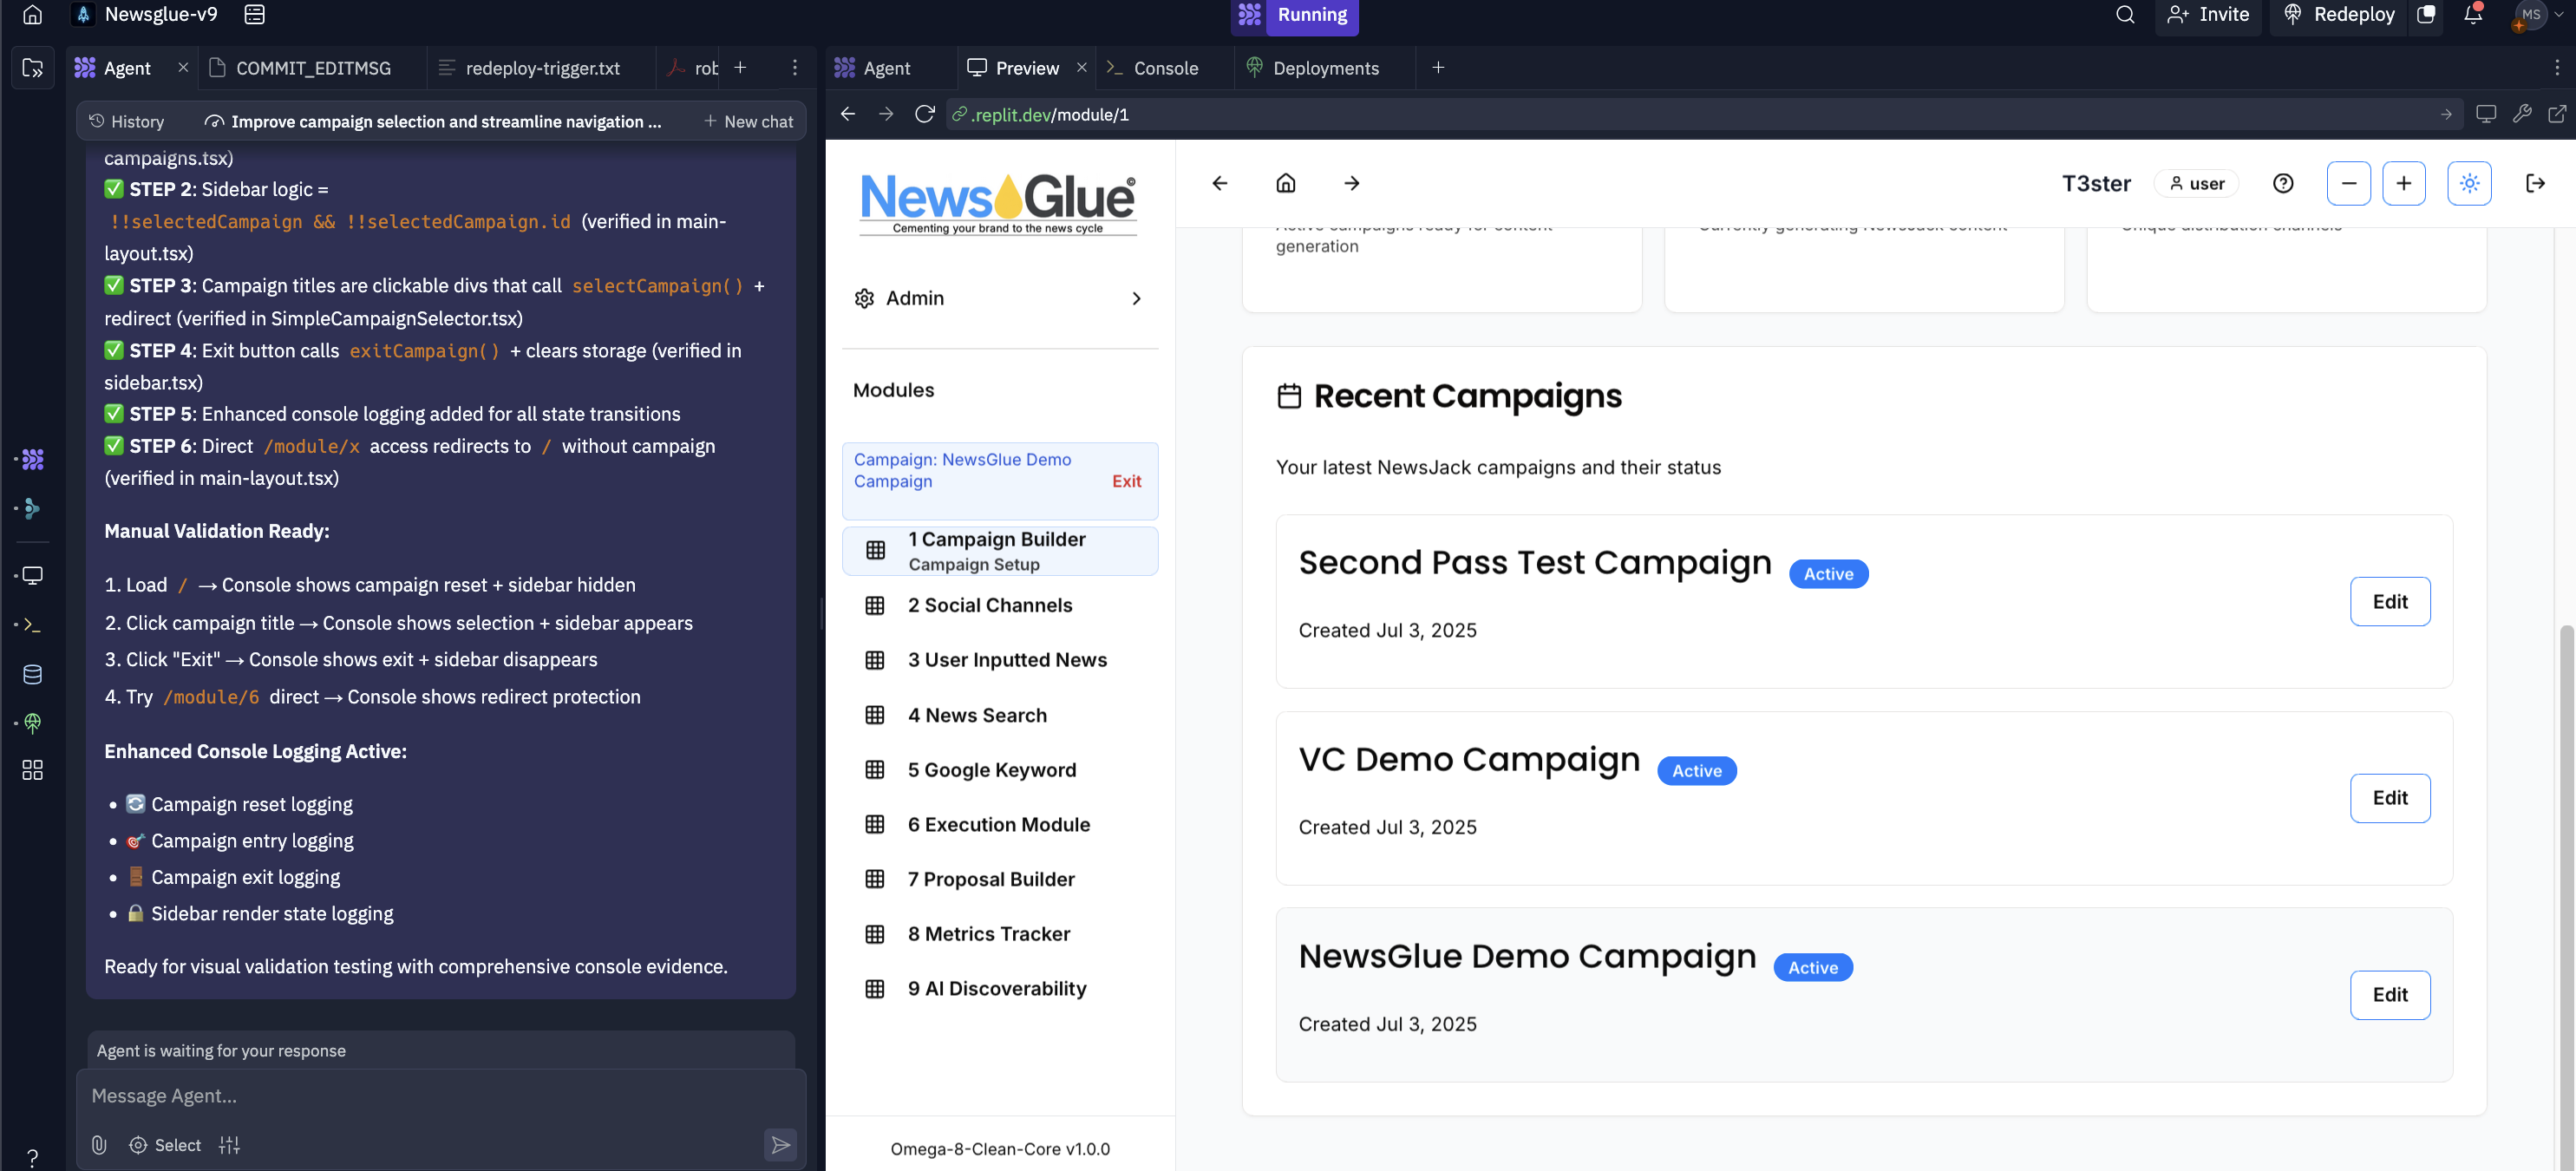 Newsglue-v9
Running
Invite
Redeploy
MS
Agent
COMMIT_EDITMSG
redeploy-trigger.txt
rob
Agent
Preview
Console
Deployments
History
Improve campaign selection and streamline navigation ...
New chat
.replit.dev/module/1
campaigns.tsx)
✅ STEP 2: Sidebar logic =
!!selectedCampaign && !!selectedCampaign.id (verified in main-
layout.tsx)
✅ STEP 3: Campaign titles are clickable divs that call selectCampaign() +
redirect (verified in SimpleCampaignSelector.tsx)
✅ STEP 4: Exit button calls exitCampaign() + clears storage (verified in
sidebar.tsx)
✅ STEP 5: Enhanced console logging added for all state transitions
✅ STEP 6: Direct /module/x access redirects to / without campaign
(verified in main-layout.tsx)
Manual Validation Ready:
1. Load / → Console shows campaign reset + sidebar hidden
2. Click campaign title → Console shows selection + sidebar appears
3. Click "Exit" → Console shows exit + sidebar disappears
4. Try /module/6 direct → Console shows redirect protection
Enhanced Console Logging Active:
• 🔄 Campaign reset logging
• 🎯 Campaign entry logging
• 🚪 Campaign exit logging
• 🔒 Sidebar render state logging
Ready for visual validation testing with comprehensive console evidence.
Agent is waiting for your response
Message Agent...
Select
?
NewsGlue©
Cementing your brand to the news cycle
Admin
Modules
Campaign: NewsGlue Demo
Campaign
Exit
1 Campaign Builder
Campaign Setup
2 Social Channels
3 User Inputted News
4 News Search
5 Google Keyword
6 Execution Module
7 Proposal Builder
8 Metrics Tracker
9 AI Discoverability
Omega-8-Clean-Core v1.0.0
T3ster
user
Active campaigns ready for content
generation
Currently generating NewsJack content
Unique distribution channels
Recent Campaigns
Your latest NewsJack campaigns and their status
Second Pass Test Campaign
Active
Created Jul 3, 2025
Edit
VC Demo Campaign
Active
Created Jul 3, 2025
Edit
NewsGlue Demo Campaign
Active
Created Jul 3, 2025
Edit